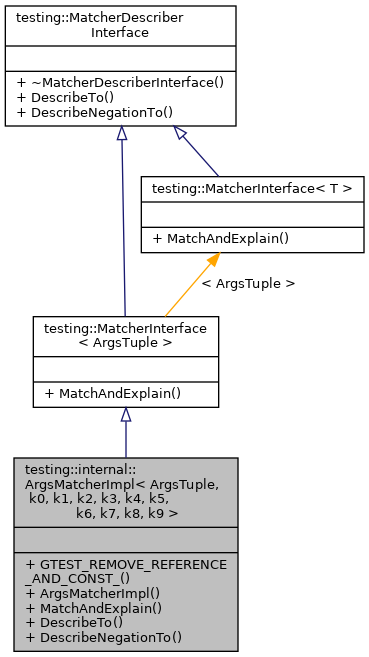 testing::MatcherDescriber
Interface
+ ~MatcherDescriberInterface()
+ DescribeTo()
+ DescribeNegationTo()
testing::MatcherInterface< T >
+ MatchAndExplain()
< ArgsTuple >
testing::MatcherInterface
< ArgsTuple >
+ MatchAndExplain()
testing::internal::
ArgsMatcherImpl< ArgsTuple,
k0, k1, k2, k3, k4, k5,
k6, k7, k8, k9 >
+ GTEST_REMOVE_REFERENCE
_AND_CONST_()
+ ArgsMatcherImpl()
+ MatchAndExplain()
+ DescribeTo()
+ DescribeNegationTo()